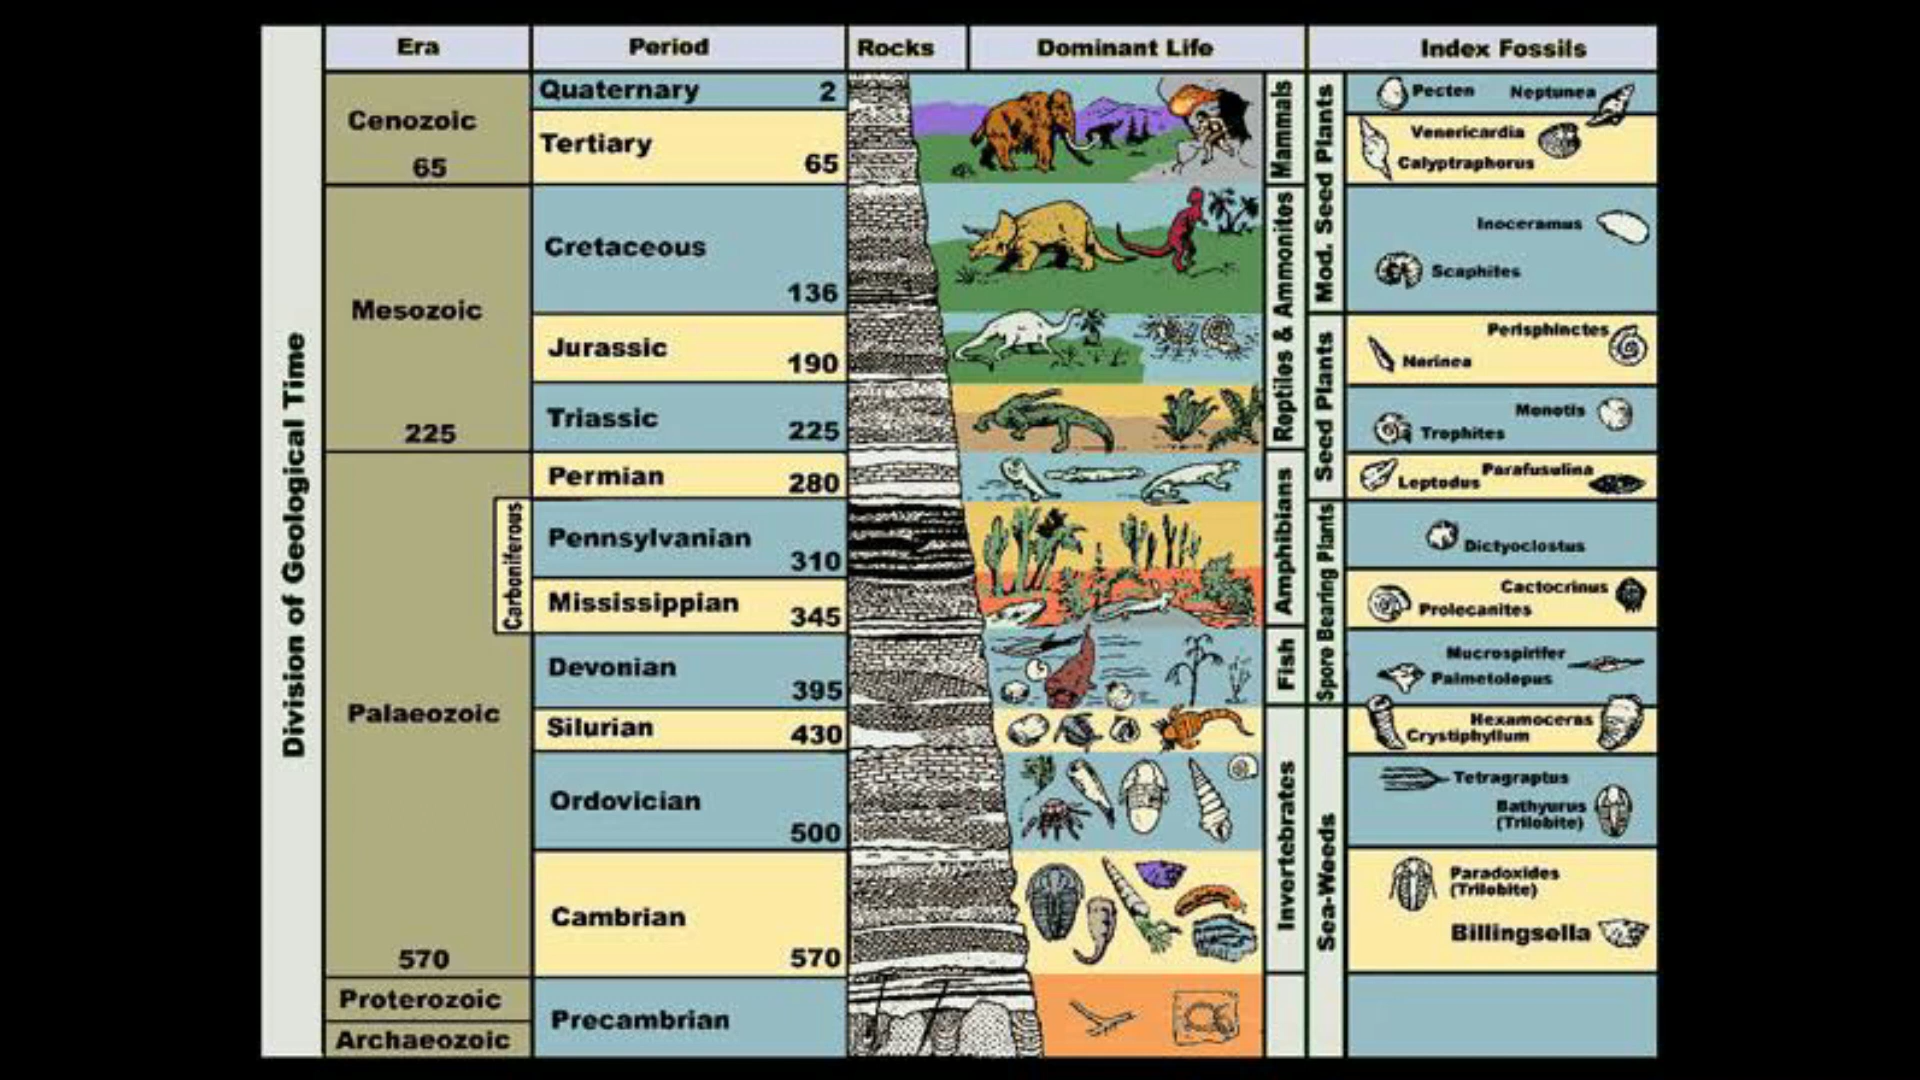 Division of Geological Time
Era
Period
Rocks
Dominant Life
Index Fossils
Cenozoic
65
Quaternary 2
Tertiary
65
Mammals
Mod. Seed Plants
Pecten Neptunea
Venericardia
Calyptraphorus
Mesozoic
225
Cretaceous
136
Jurassic
190
Triassic
225
Reptiles & Ammonitos
Seed Plants
Inoceramus
Scaphites
Perisphinctes
Nerinea
Monotis
Trophites
Palaeozoic
570
Carboniferous
Permian 280
Pennsylvanian
310
Mississippian
345
Devonian
395
Silurian 430
Ordovician
500
Cambrian
570
Amphibians
Fish
Invortebrates
Spore Bearing Plants
Sea-Weeds
Parafusulina
Leptodus
Dictyoclostus
Cactocrinus
Prolecanites
Mucrospirifer
Palmetolepus
Hexamoceras
Crystiphyllum
Tetragraptus
Bathyurus
(Trilobite)
Paradoxides
(Trilobite)
Billingsella
Proterozoic
Archaeozoic
Precambrian